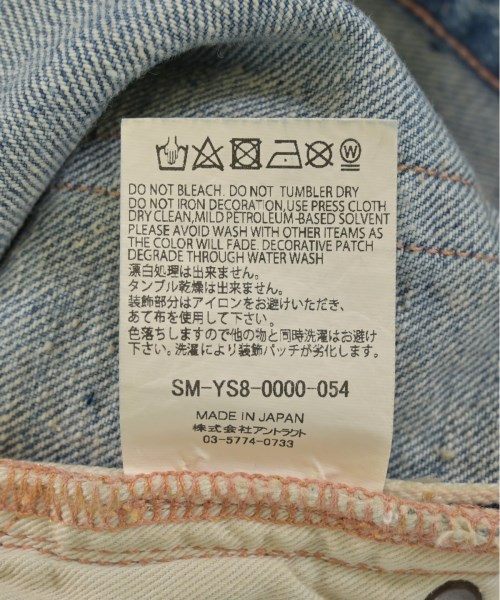 W
DO NOT BLEACH. DO NOT TUMBLER DRY
DO NOT IRON DECORATION,USE PRESS CLOTH
DRY CLEAN,MILD PETROLEUM-BASED SOLVENT
PLEASE AVOID WASH WITH OTHER ITEAMS AS
THE COLOR WILL FADE. DECORATIVE PATCH
DEGRADE THROUGH WATER WASH
漂白処理は出来ません。
タンブル乾燥は出来ません。
装飾部分はアイロンをお避けいただき、
あて布を使用して下さい。
色落ちしますので他の物と同時洗濯はお避け
下さい。洗濯により装飾パッチが劣化します。
SM-YS8-0000-054
MADE IN JAPAN
株式会社アントラクト
03-5774-0733